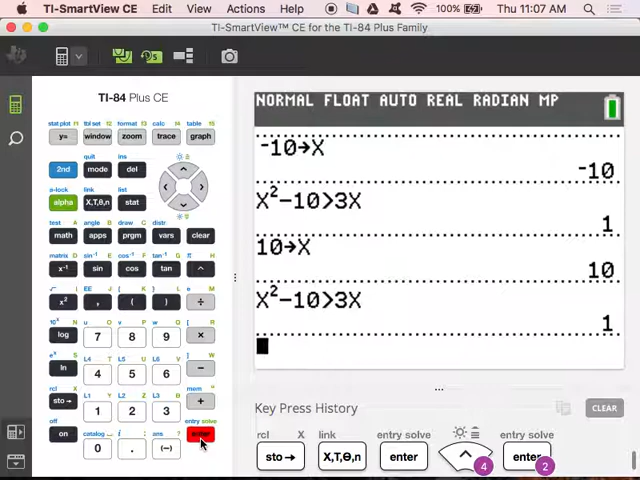 TI-SmartView CE Edit View Actions Help 100% Thu 11:07 AM
TI-SmartView™ CE for the TI-84 Plus Family
TI-84 Plus CE
stat plot f1 tbl set f2 format f3 calc f4 table f5
y= window zoom trace graph
quit ins
2nd mode del
a-lock link list
alpha X,T,θ,n stat
test A angle B draw C distr
math apps prgm vars clear
matrix D sin⁻¹ E cos⁻¹ F tan⁻¹ G π H
x⁻¹ sin cos tan ^
√ I EE J { K } L e M
x² , ( ) ÷
10ˣ N u O v P w Q [ R
log 7 8 9 ×
eˣ S L4 T L5 U L6 V ] W
ln 4 5 6 −
rcl X L1 Y L2 Z L3 θ mem "
sto→ 1 2 3 +
off catalog i : ans ? entry solve
on 0 . (−) enter
NORMAL FLOAT AUTO REAL RADIAN MP
-10→X
-10
X²-10>3X
1
10→X
10
X²-10>3X
1
Key Press History
CLEAR
rcl X link entry solve entry solve
sto→ X,T,θ,n enter ^ 4 enter 2